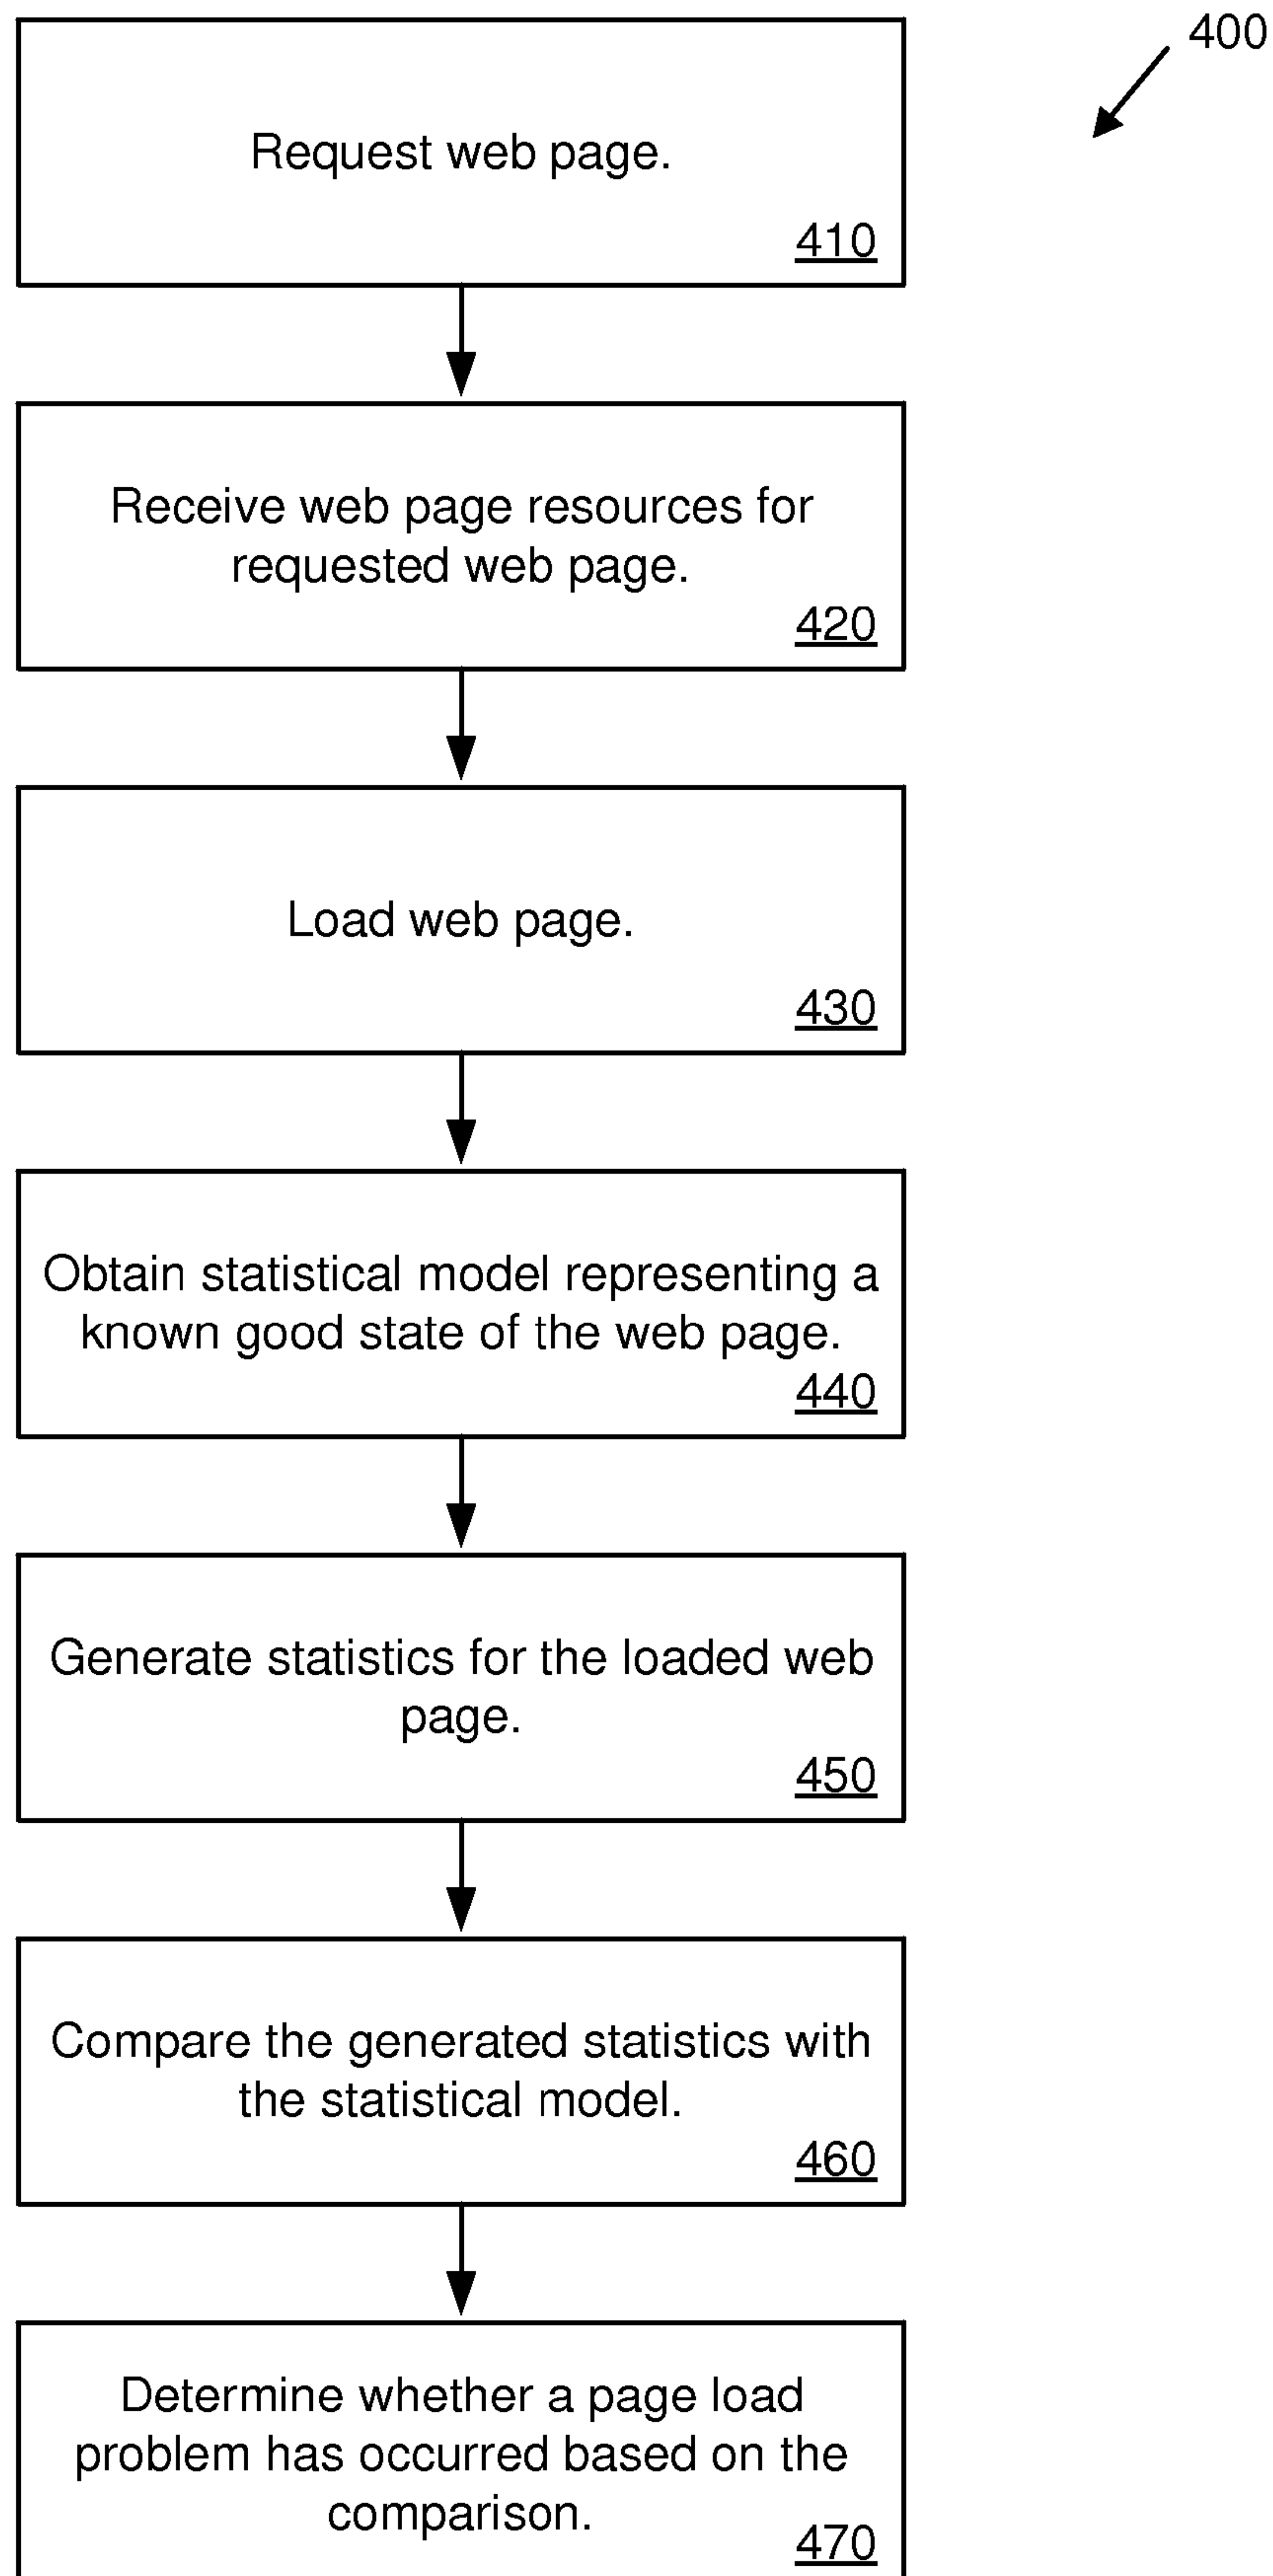 400
Request web page.
410
Receive web page resources for
requested web page.
420
Load web page.
430
Obtain statistical model representing a
known good state of the web page.
440
Generate statistics for the loaded web
page.
450
Compare the generated statistics with
the statistical model.
460
Determine whether a page load
problem has occurred based on the
comparison.
470